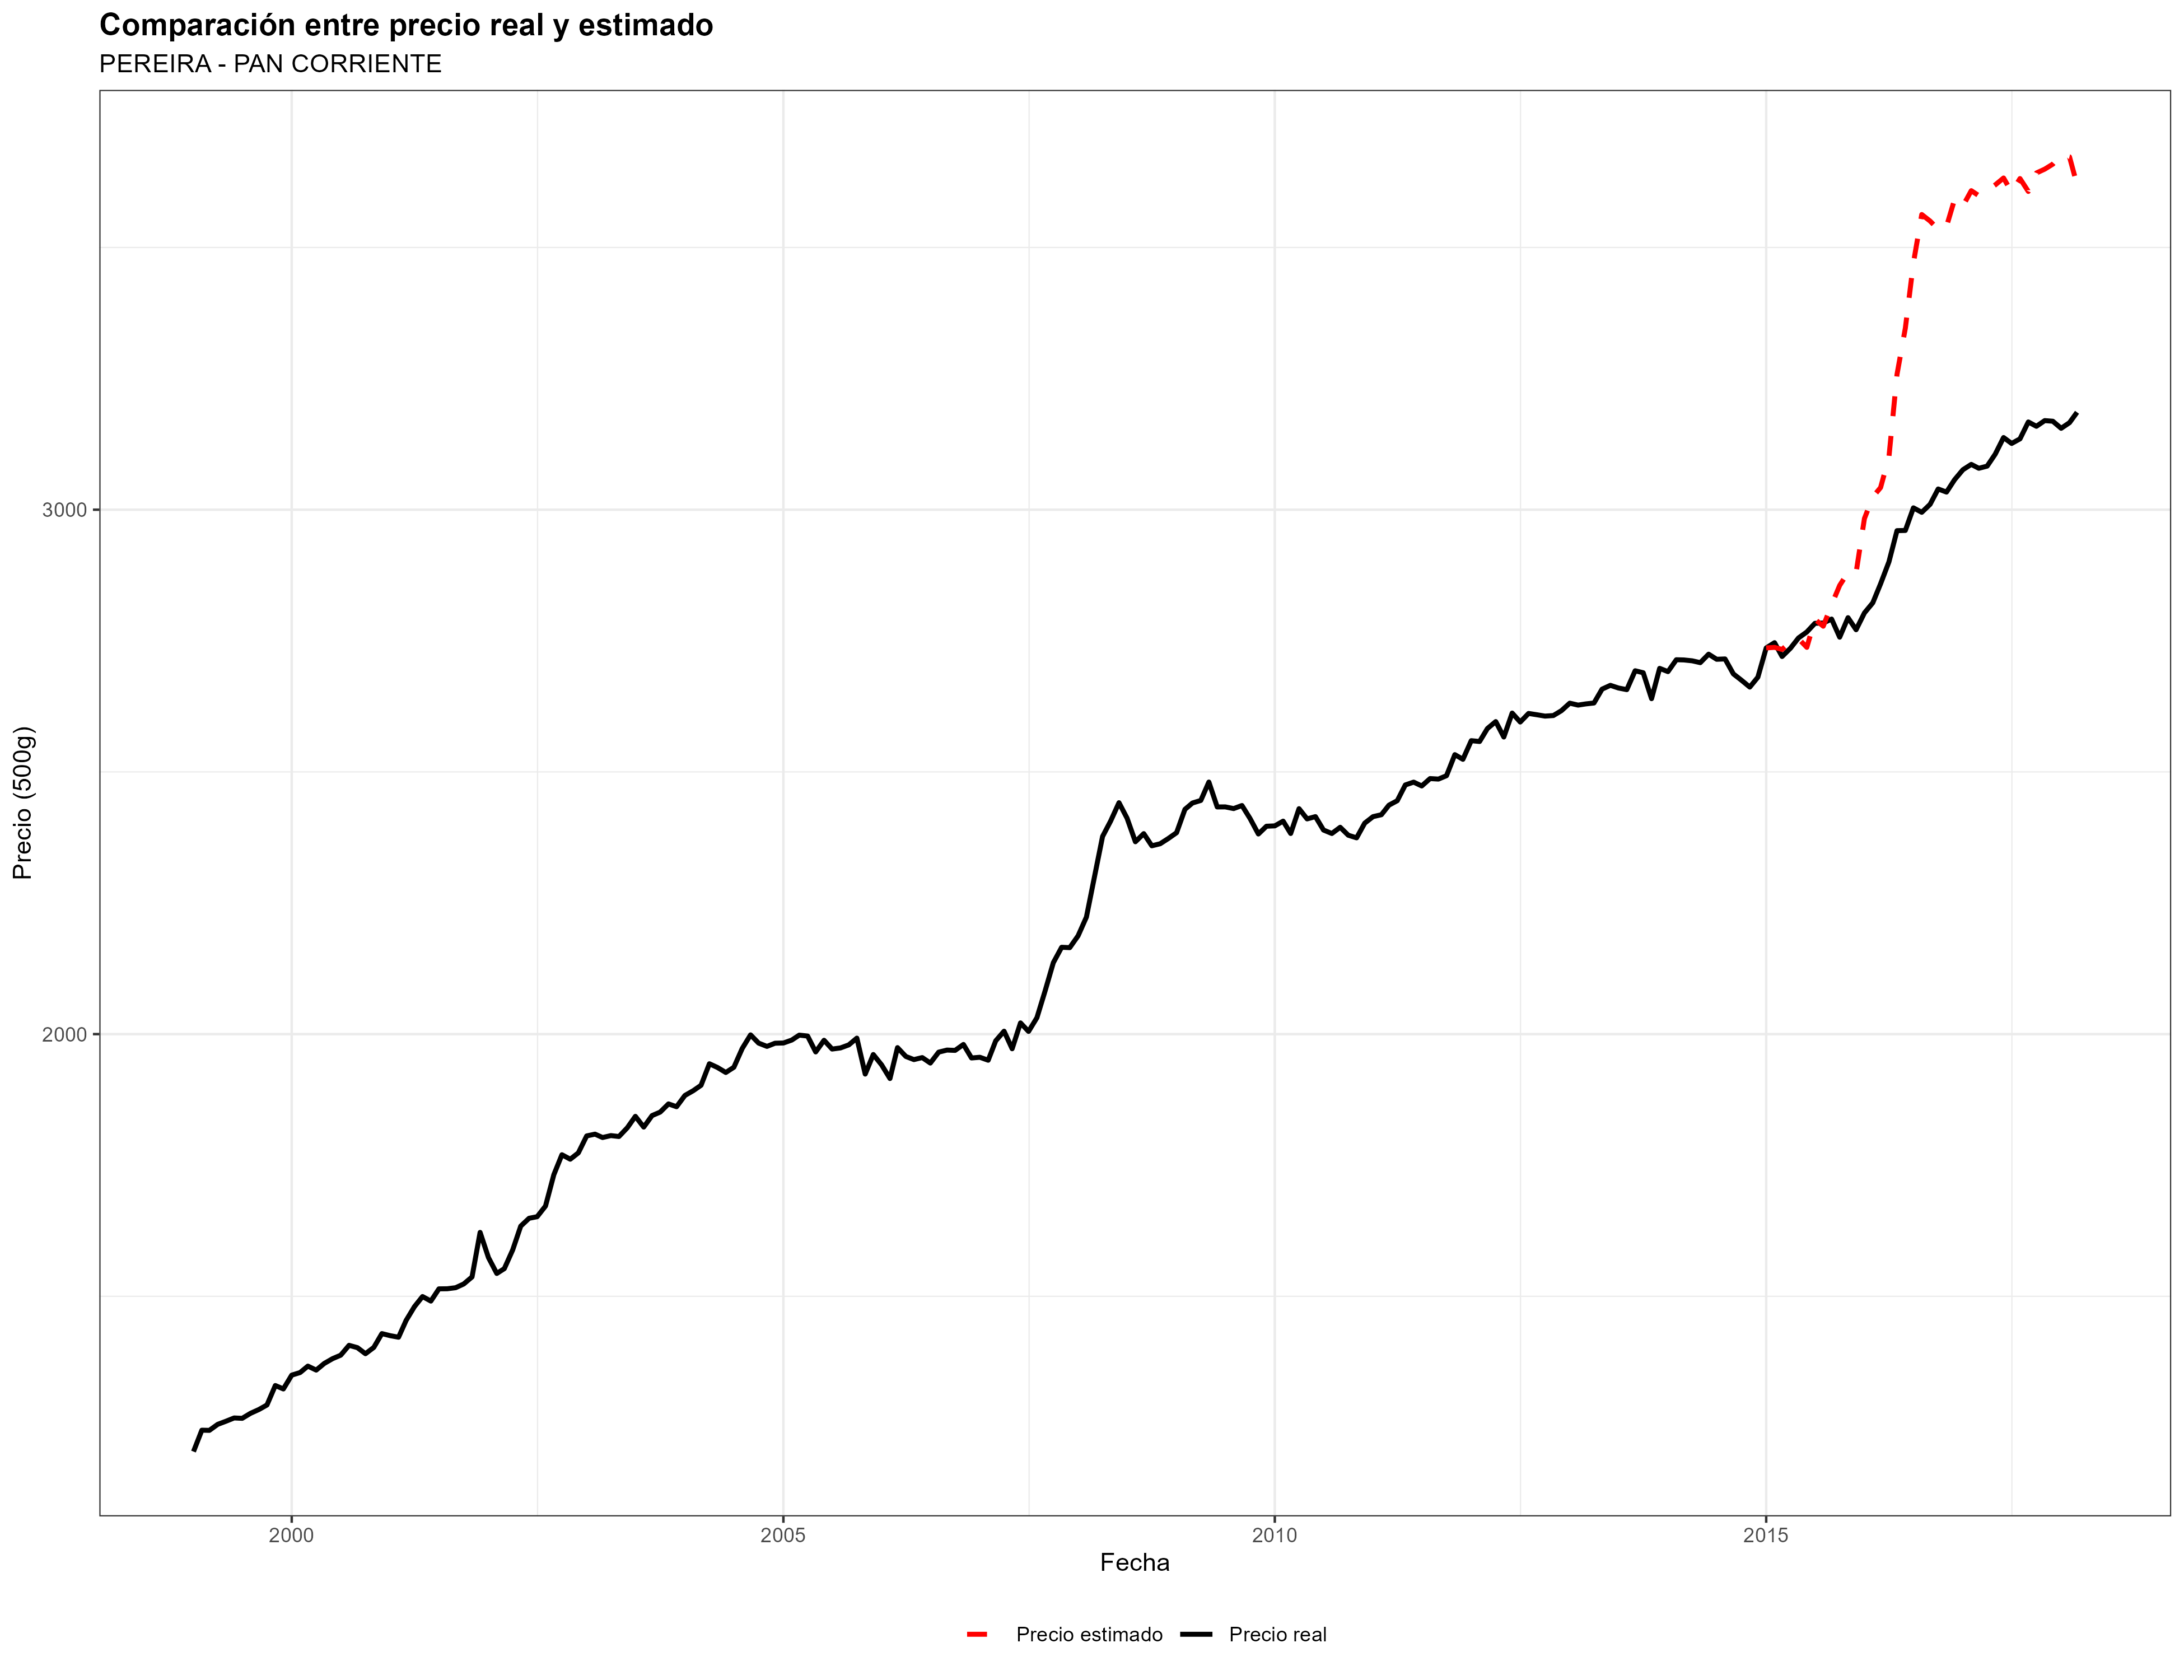 Comparación entre precio real y estimado
PEREIRA - PAN CORRIENTE
Precio (500g)
3000
2000
2000
2005
2010
2015
Fecha
Precio estimado
Precio real